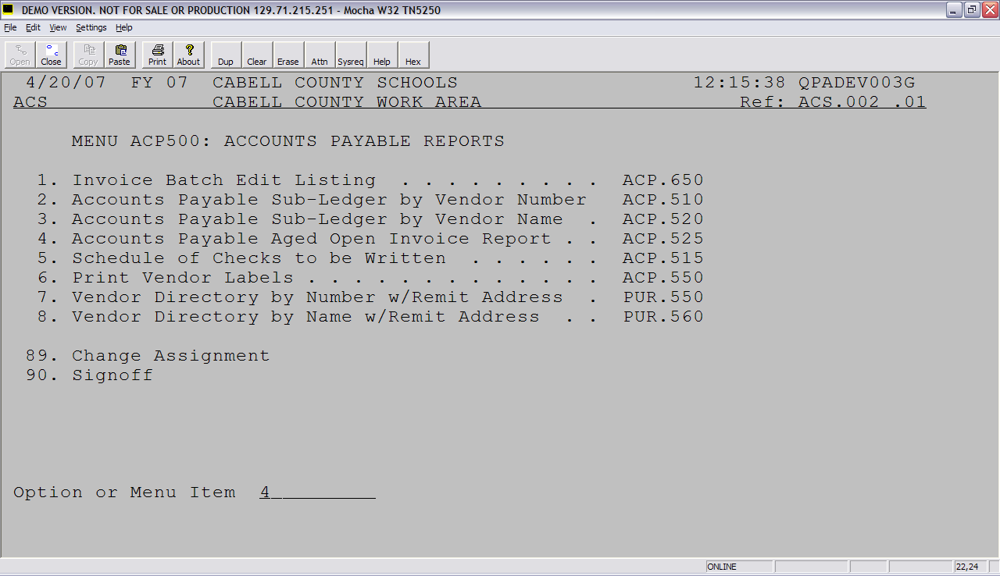 DEMO VERSION. NOT FOR SALE OR PRODUCTION 129.71.215.251 - Mocha W32 TN5250
File Edit View Settings Help
Open Close Copy Paste Print About Dup Clear Erase Attn Sysreq Help Hex
4/20/07 FY 07 CABELL COUNTY SCHOOLS 12:15:38 QPADEV003G
ACS CABELL COUNTY WORK AREA Ref: ACS.002 .01
MENU ACP500: ACCOUNTS PAYABLE REPORTS
1. Invoice Batch Edit Listing . . . . . . . . . ACP.650
2. Accounts Payable Sub-Ledger by Vendor Number ACP.510
3. Accounts Payable Sub-Ledger by Vendor Name . ACP.520
4. Accounts Payable Aged Open Invoice Report . . ACP.525
5. Schedule of Checks to be Written . . . . . . ACP.515
6. Print Vendor Labels . . . . . . . . . . . . . ACP.550
7. Vendor Directory by Number w/Remit Address . PUR.550
8. Vendor Directory by Name w/Remit Address . . PUR.560
89. Change Assignment
90. Signoff
Option or Menu Item 4
ONLINE 22,24